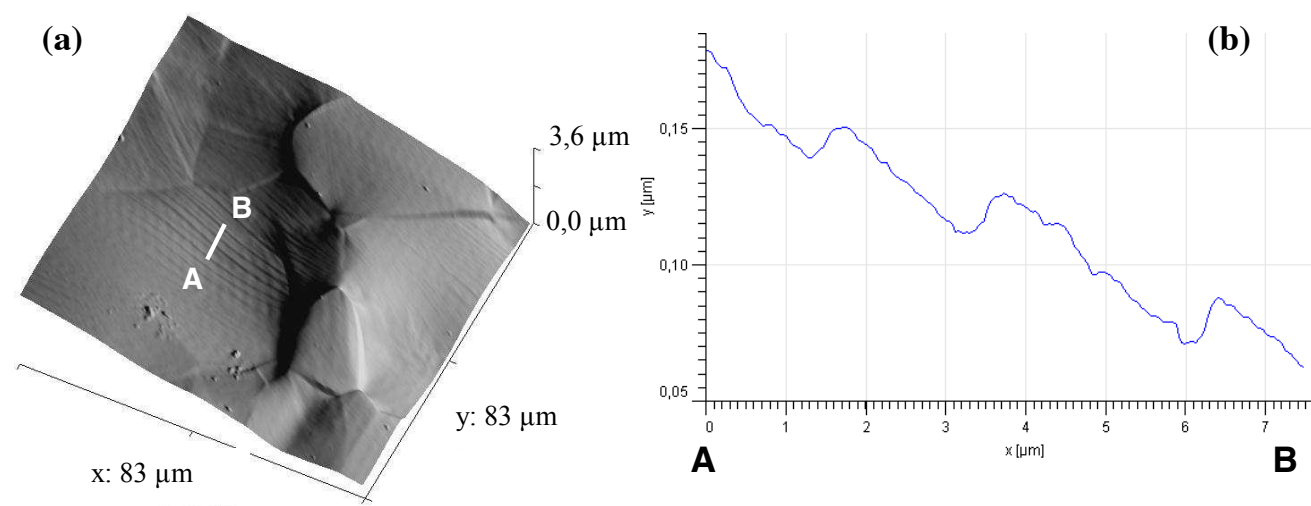 (a)
3,6 µm
0,0 µm
B
A
y: 83 µm
x: 83 µm
(b)
0,15
0,10
0,05
y [µm]
0 1 2 3 4 5 6 7
x [µm]
A B